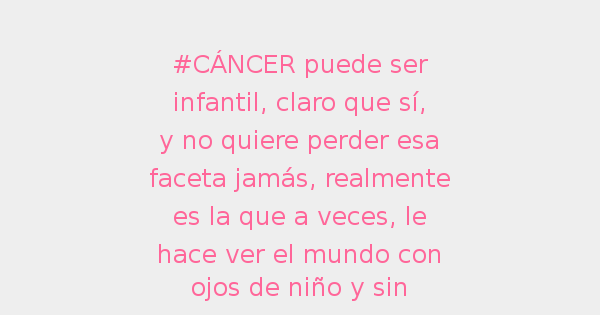 #CÁNCER puede ser
infantil, claro que sí,
y no quiere perder esa
faceta jamás, realmente
es la que a veces, le
hace ver el mundo con
ojos de niño y sin